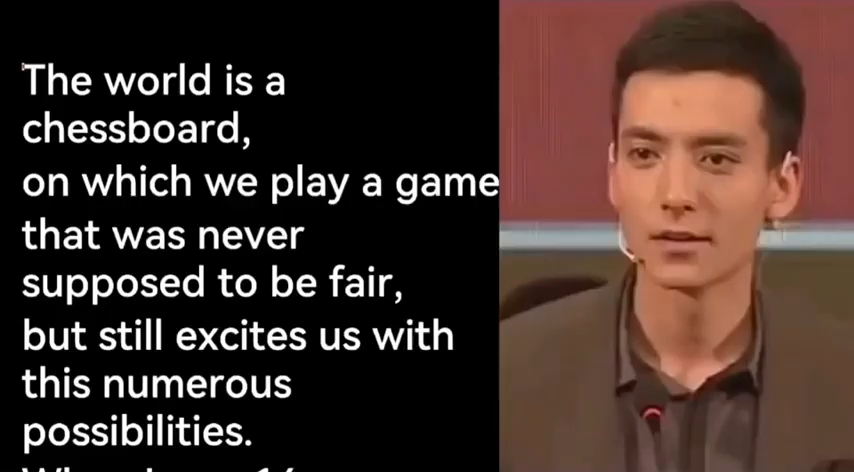 The world is a
chessboard,
on which we play a game
that was never
supposed to be fair,
but still excites us with
this numerous
possibilities.